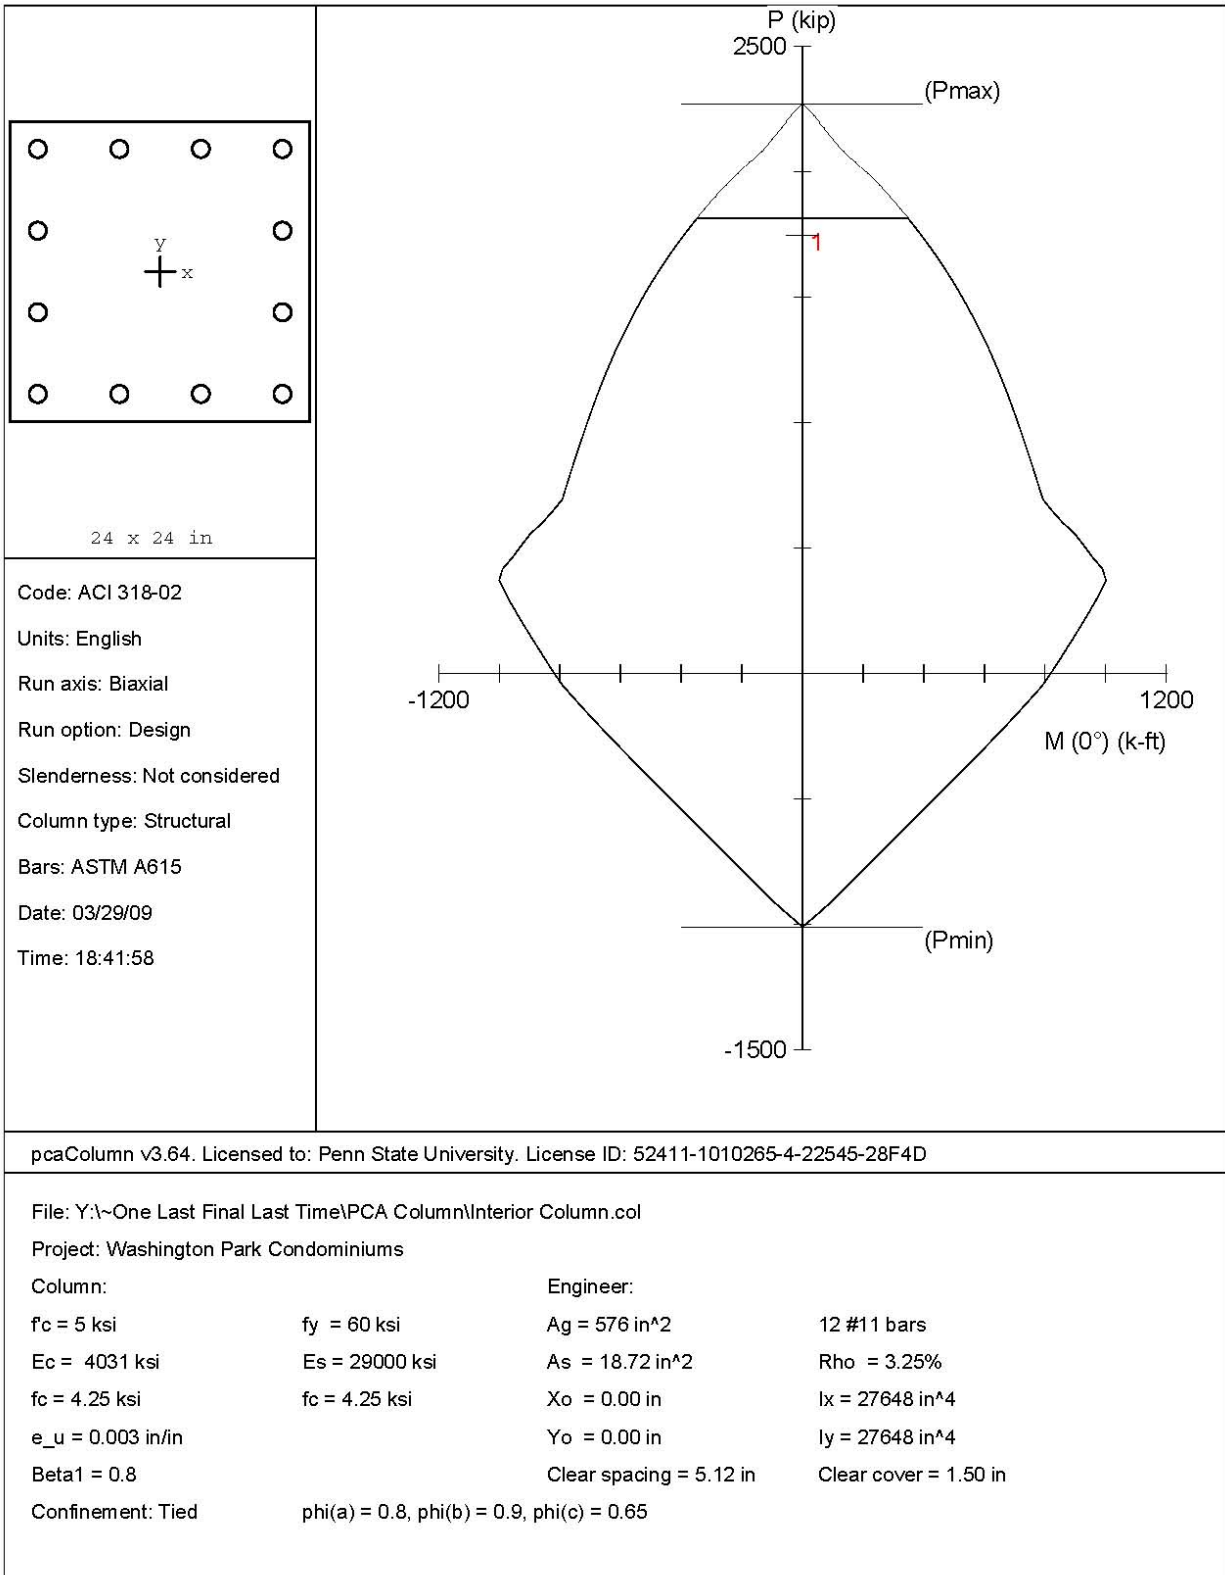 P (kip)
2500
(Pmax)
1
y
x
24 x 24 in
-1200
1200
M (0°) (k-ft)
(Pmin)
-1500
Code: ACI 318-02
Units: English
Run axis: Biaxial
Run option: Design
Slenderness: Not considered
Column type: Structural
Bars: ASTM A615
Date: 03/29/09
Time: 18:41:58
pcaColumn v3.64. Licensed to: Penn State University. License ID: 52411-1010265-4-22545-28F4D
File: Y:\~One Last Final Last Time\PCA Column\Interior Column.col
Project: Washington Park Condominiums
Column: Engineer:
f'c = 5 ksi fy = 60 ksi Ag = 576 in^2 12 #11 bars
Ec = 4031 ksi Es = 29000 ksi As = 18.72 in^2 Rho = 3.25%
fc = 4.25 ksi fc = 4.25 ksi Xo = 0.00 in Ix = 27648 in^4
e_u = 0.003 in/in Yo = 0.00 in Iy = 27648 in^4
Beta1 = 0.8 Clear spacing = 5.12 in Clear cover = 1.50 in
Confinement: Tied phi(a) = 0.8, phi(b) = 0.9, phi(c) = 0.65